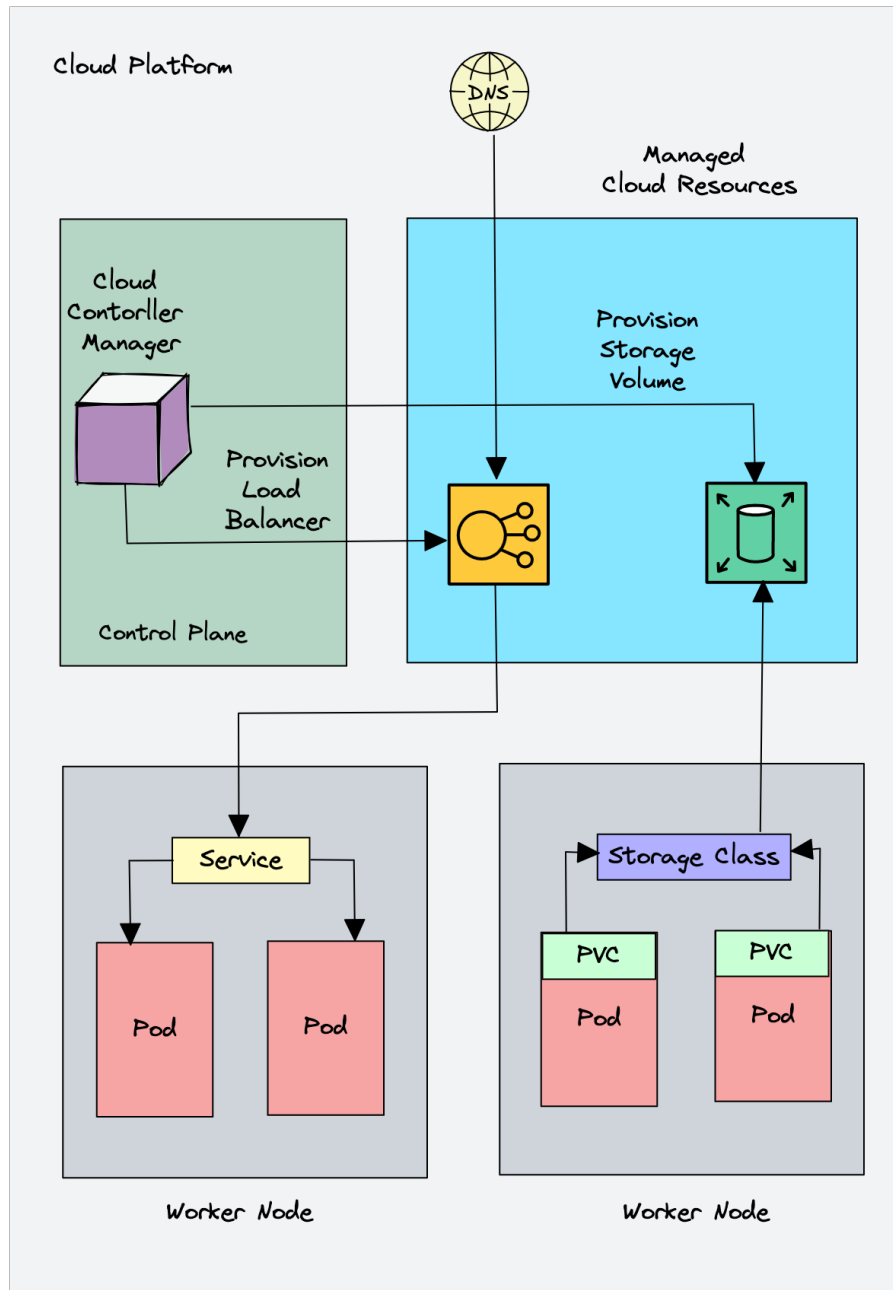 Cloud Platform
DNS
Managed
Cloud Resources
Cloud
Contorller
Manager
Provision
Storage
Volume
Provision
Load
Balancer
Control Plane
Service
Storage Class
PVC
PVC
Pod
Pod
Pod
Pod
Worker Node
Worker Node